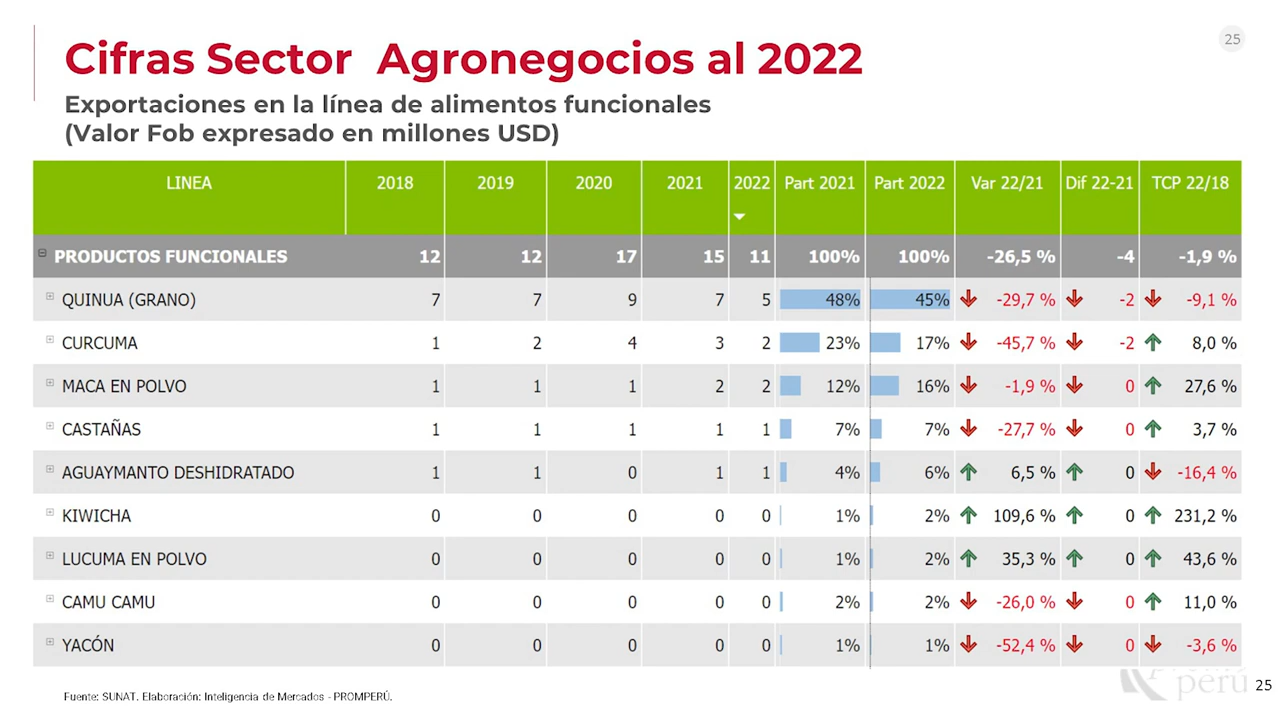 25
Cifras Sector Agronegocios al 2022
Exportaciones en la línea de alimentos funcionales
(Valor Fob expresado en millones USD)
LINEA 2018 2019 2020 2021 2022 Part 2021 Part 2022 Var 22/21 Dif 22-21 TCP 22/18
PRODUCTOS FUNCIONALES 12 12 17 15 11 100% 100% -26,5 % -4 -1,9 %
QUINUA (GRANO) 7 7 9 7 5 48% 45% -29,7 % -2 -9,1 %
CURCUMA 1 2 4 3 2 23% 17% -45,7 % -2 8,0 %
MACA EN POLVO 1 1 1 2 2 12% 16% -1,9 % 0 27,6 %
CASTAÑAS 1 1 1 1 1 7% 7% -27,7 % 0 3,7 %
AGUAYMANTO DESHIDRATADO 1 1 0 1 1 4% 6% 6,5 % 0 -16,4 %
KIWICHA 0 0 0 0 0 1% 2% 109,6 % 0 231,2 %
LUCUMA EN POLVO 0 0 0 0 0 1% 2% 35,3 % 0 43,6 %
CAMU CAMU 0 0 0 0 0 2% 2% -26,0 % 0 11,0 %
YACÓN 0 0 0 0 0 1% 1% -52,4 % 0 -3,6 %
perú 25
Fuente: SUNAT. Elaboración: Inteligencia de Mercados - PROMPERÚ.